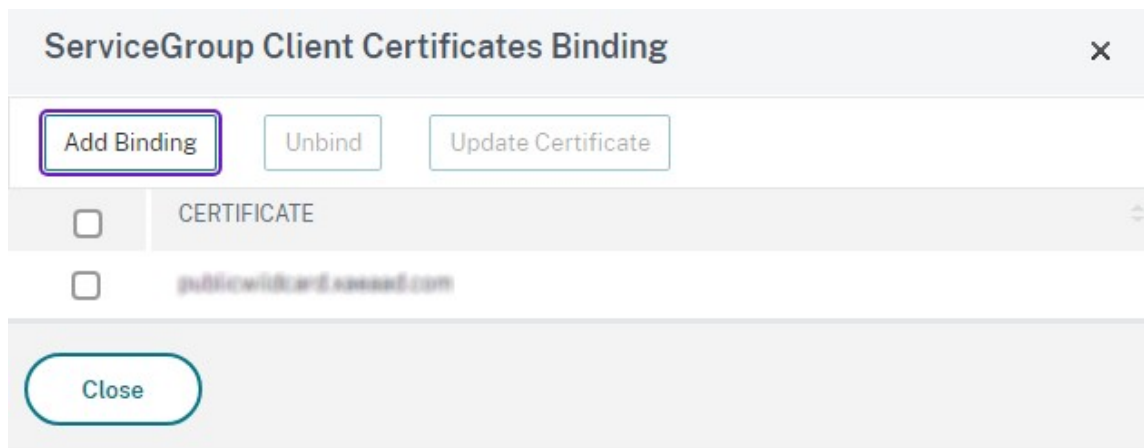 ServiceGroup Client Certificates Binding
Add Binding Unbind Update Certificate
CERTIFICATE
Close